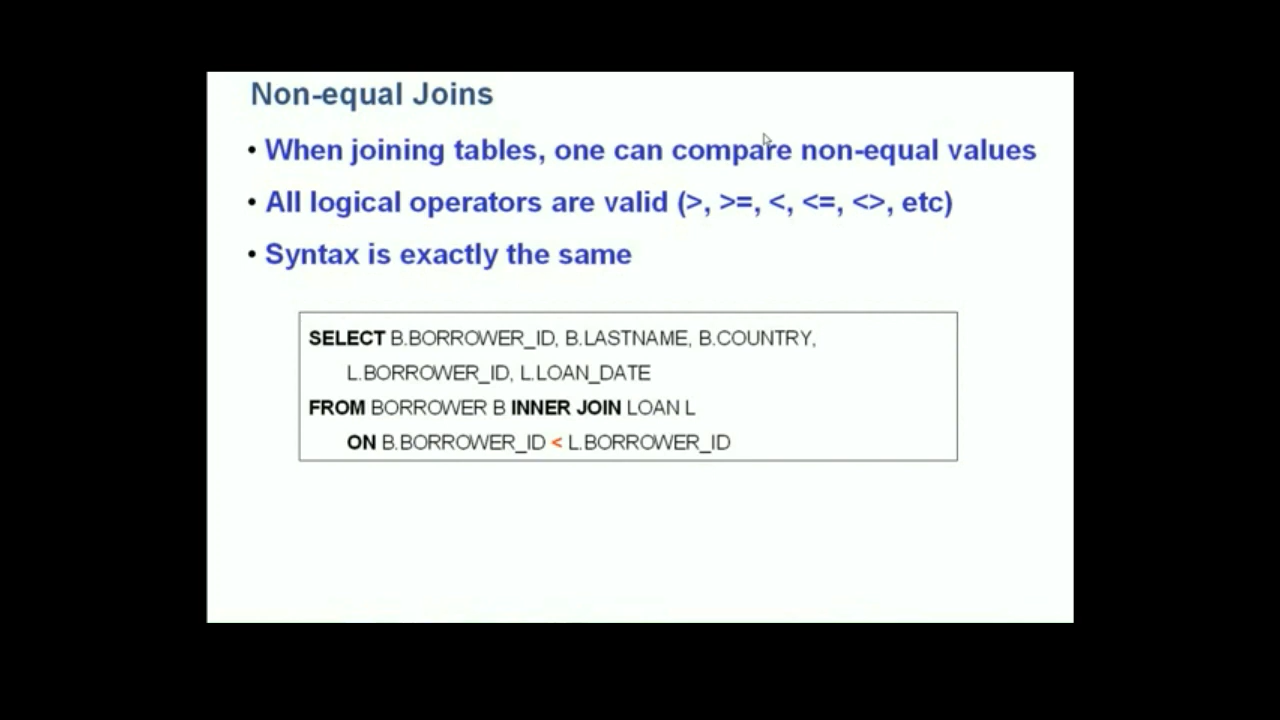 Non-equal Joins
• When joining tables, one can compare non-equal values
• All logical operators are valid (>, >=, <, <=, <>, etc)
• Syntax is exactly the same
SELECT B.BORROWER_ID, B.LASTNAME, B.COUNTRY,
L.BORROWER_ID, L.LOAN_DATE
FROM BORROWER B INNER JOIN LOAN L
ON B.BORROWER_ID < L.BORROWER_ID